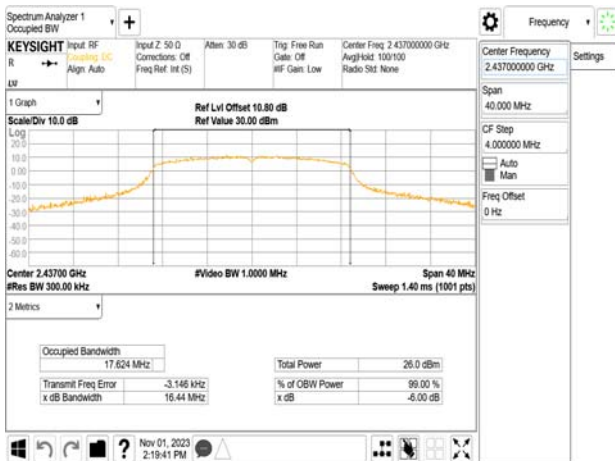 Spectrum Analyzer 1
Occupied BW
Frequency
KEYSIGHT
R
Input: RF
Coupling: DC
Align: Auto
Input Z: 50 Ω
Corrections: Off
Freq Ref: Int (S)
Atten: 30 dB
Trig: Free Run
Gate: Off
#IF Gain: Low
Center Freq: 2.437000000 GHz
Avg|Hold: 100/100
Radio Std: None
Center Frequency
2.437000000 GHz
Settings
Span
40.000 MHz
CF Step
4.000000 MHz
Auto
Man
Freq Offset
0 Hz
1 Graph
Scale/Div 10.0 dB
Ref Lvl Offset 10.80 dB
Ref Value 30.00 dBm
Log
20.0
10.0
0.00
-10.0
-20.0
-30.0
-40.0
-50.0
-60.0
Center 2.43700 GHz
#Res BW 300.00 kHz
#Video BW 1.0000 MHz
Span 40 MHz
Sweep 1.40 ms (1001 pts)
2 Metrics
Occupied Bandwidth
17.624 MHz
Total Power 26.0 dBm
Transmit Freq Error -3.146 kHz
% of OBW Power 99.00 %
x dB Bandwidth 16.44 MHz
x dB -6.00 dB
?
Nov 01, 2023
2:19:41 PM